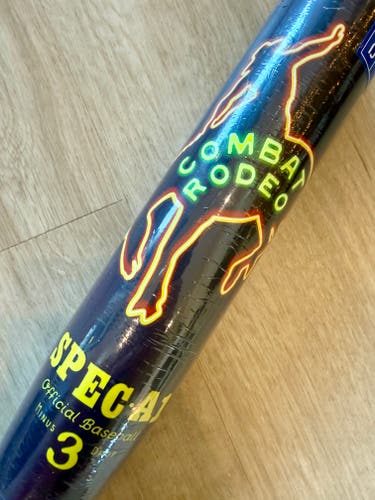 COMBAT
RODEO
SPEC-A1
Official Baseball
MINUS
3